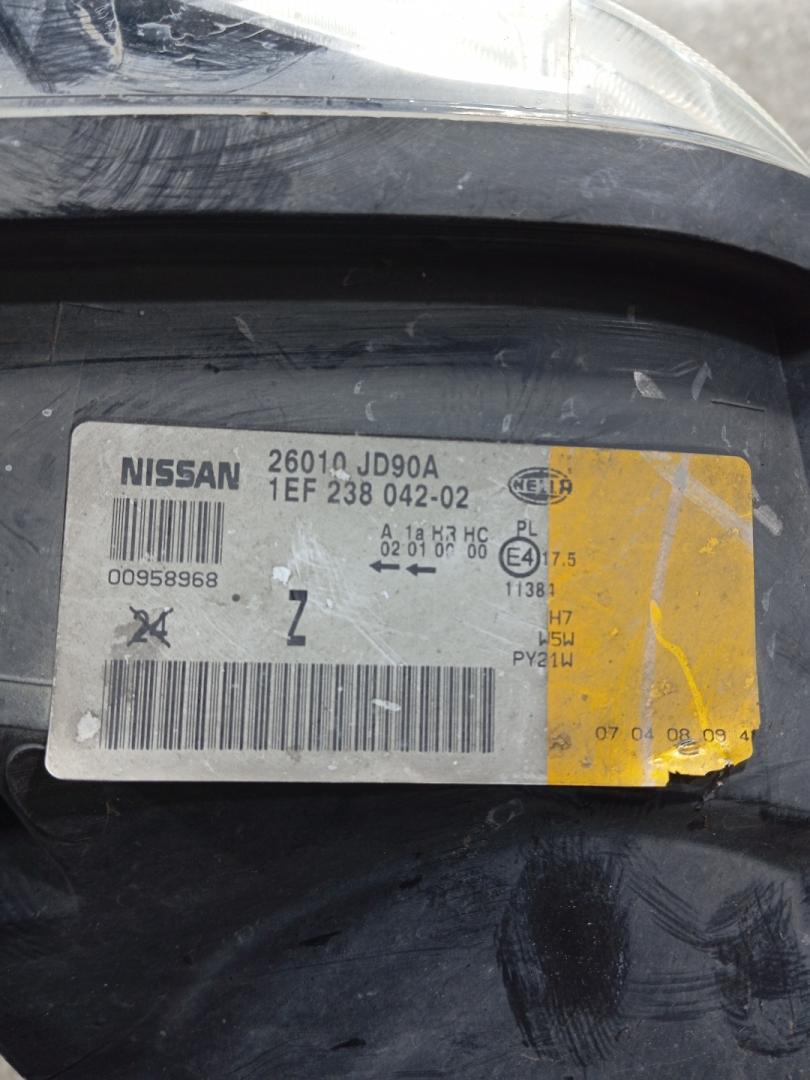 NISSAN
26010 JD90A
1EF 238 042-02
HELLA
00958968
A 1a HR HC PL
02 01 00 00 E4 17.5
11384
24
Z
H7
W5W
PY21W
07 04 08 09